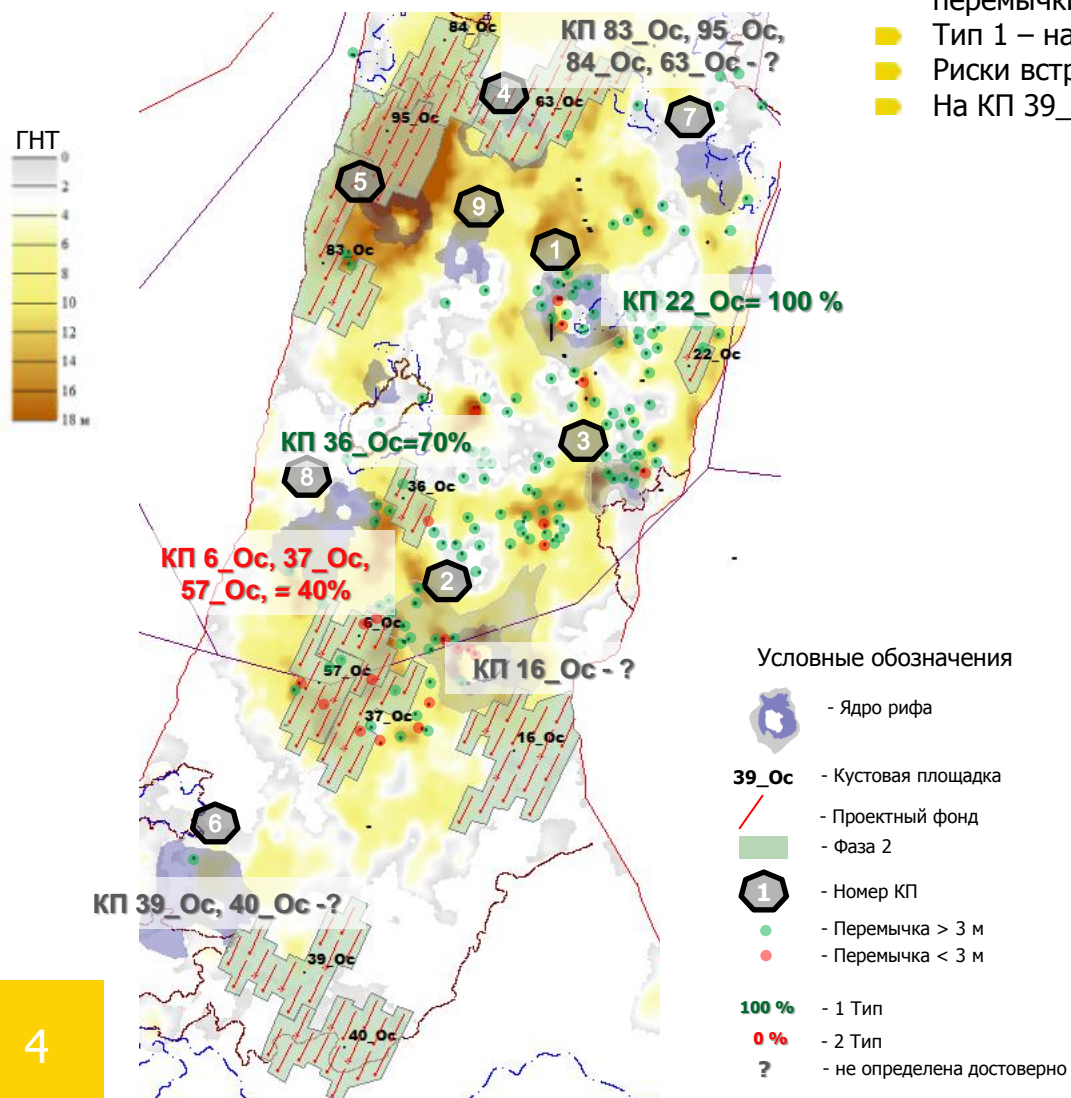 перемычки
Тип 1 – на
Риски встр
На КП 39_
КП 83_Ос, 95_Ос,
84_Ос, 63_Ос - ?
84_Ос
4
63_Ос
7
95_Ос
ГНТ
0
2
4
6
8
10
12
14
16
18 м
5
9
83_Ос
1
КП 22_Ос= 100 %
22_Ос
КП 36_Ос=70%
3
8
36_Ос
КП 6_Ос, 37_Ос,
57_Ос, = 40%
2
6_Ос
57_Ос
КП 16_Ос - ?
37_Ос
16_Ос
6
КП 39_Ос, 40_Ос -?
39_Ос
40_Ос
Условные обозначения
- Ядро рифа
39_Ос - Кустовая площадка
- Проектный фонд
- Фаза 2
1 - Номер КП
- Перемычка > 3 м
- Перемычка < 3 м
100 % - 1 Тип
0 % - 2 Тип
? - не определена достоверно
4